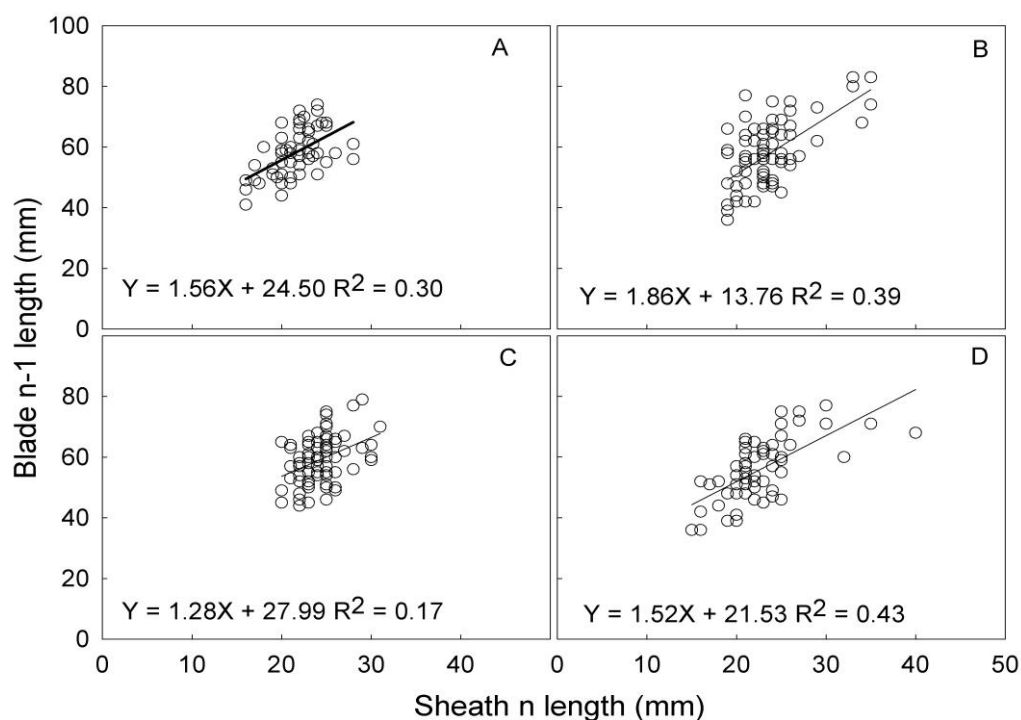 100
80
60
40
20
0
A
Y = 1.56X + 24.50 R2 = 0.30
B
Y = 1.86X + 13.76 R2 = 0.39
80
60
40
20
0
C
Y = 1.28X + 27.99 R2 = 0.17
D
Y = 1.52X + 21.53 R2 = 0.43
0 10 20 30 40 0 10 20 30 40 50
Blade n-1 length (mm)
Sheath n length (mm)